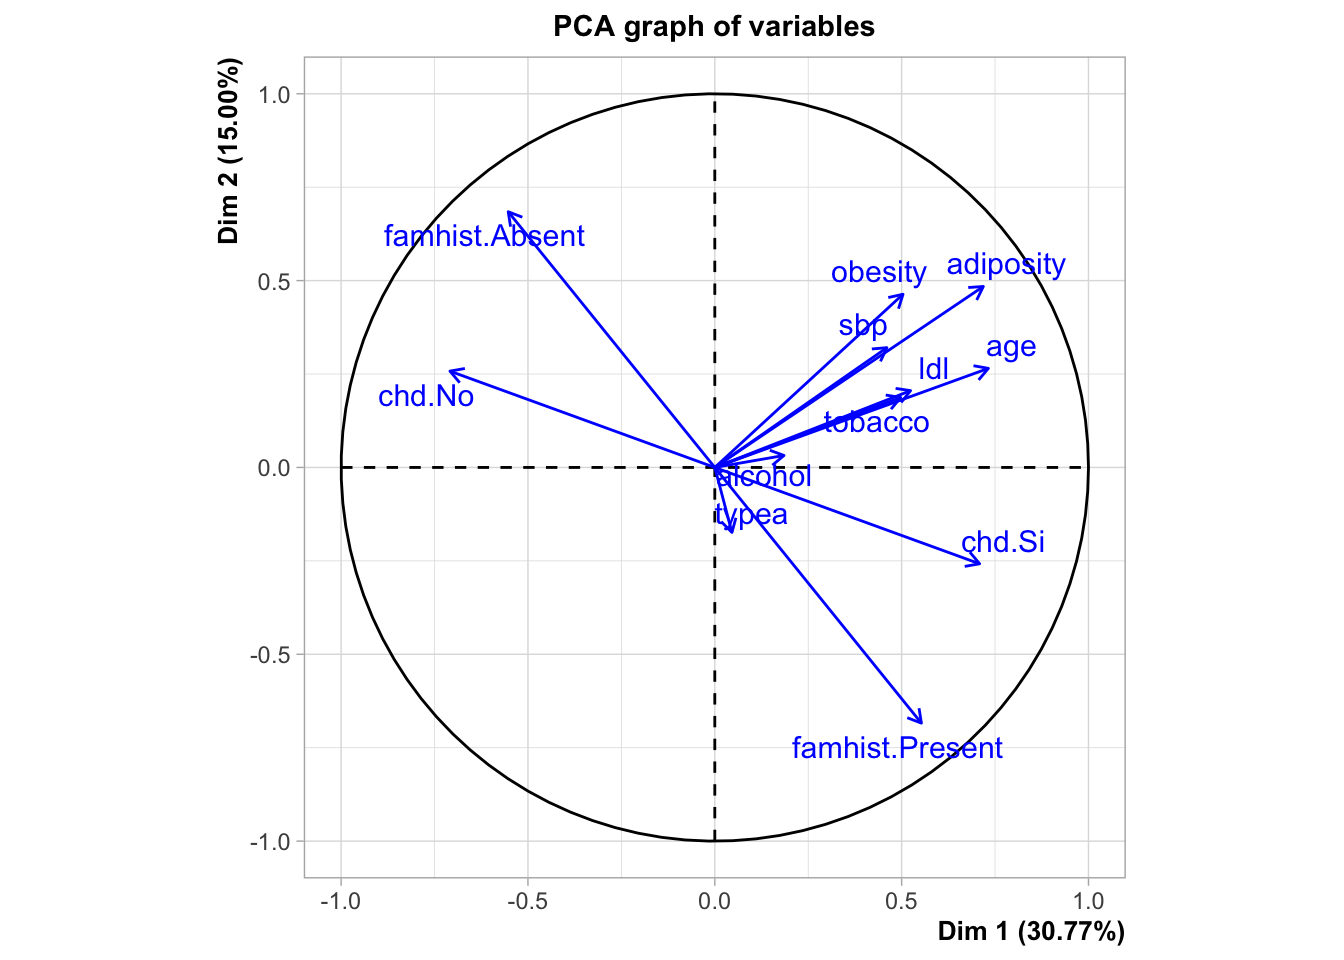 PCA graph of variables
Dim 2 (15.00%)
1.0
0.5
0.0
-0.5
-1.0
famhist.Absent
obesity
adiposity
sbp
age
ldl
chd.No
tobacco
alcohol
typea
chd.Si
famhist.Present
-1.0
-0.5
0.0
0.5
1.0
Dim 1 (30.77%)